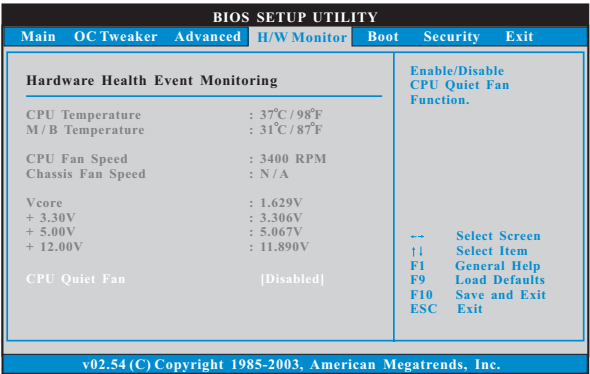 BIOS SETUP UTILITY
Main OC Tweaker Advanced H/W Monitor Boot Security Exit
Hardware Health Event Monitoring
CPU Temperature : 37°C / 98°F
M / B Temperature : 31°C / 87°F
CPU Fan Speed : 3400 RPM
Chassis Fan Speed : N / A
Vcore : 1.629V
+ 3.30V : 3.306V
+ 5.00V : 5.067V
+ 12.00V : 11.890V
CPU Quiet Fan [Disabled]
Enable/Disable
CPU Quiet Fan
Function.
←→ Select Screen
↑↓ Select Item
F1 General Help
F9 Load Defaults
F10 Save and Exit
ESC Exit
v02.54 (C) Copyright 1985-2003, American Megatrends, Inc.